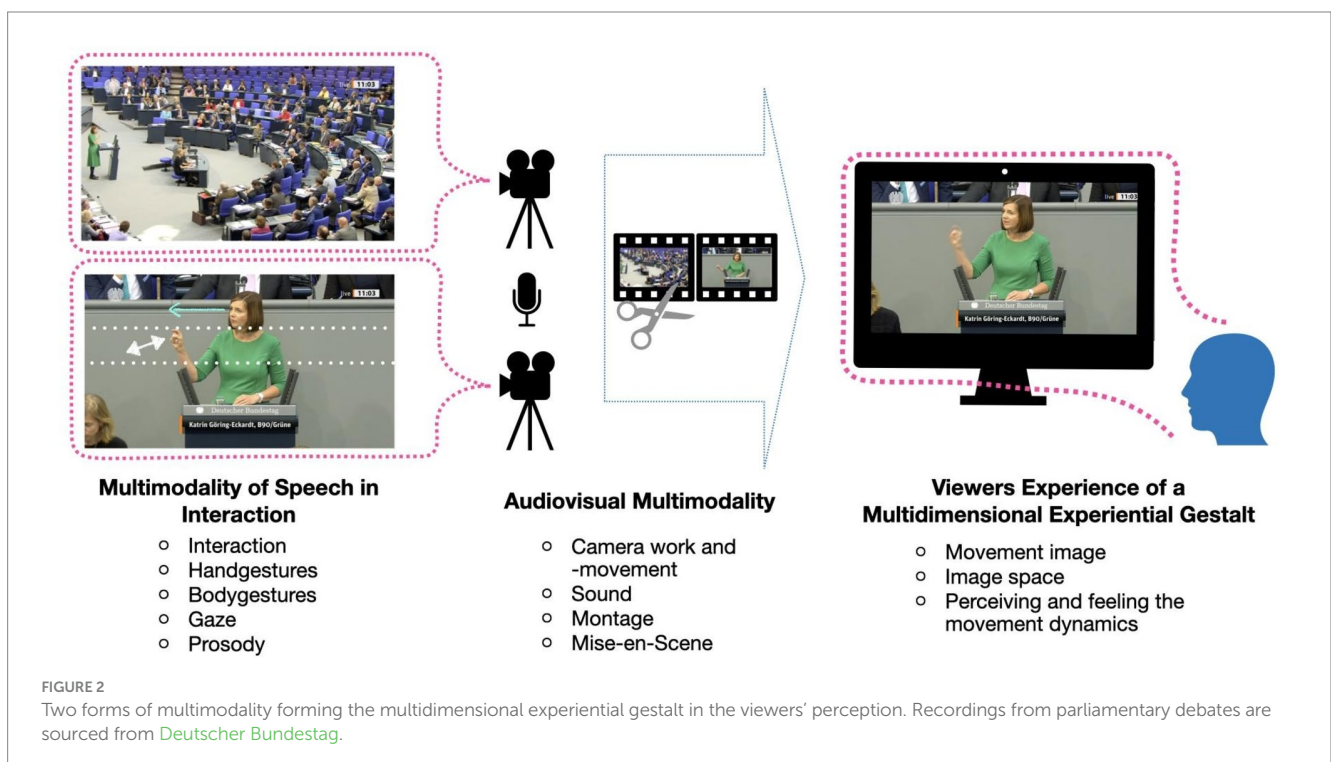 live 11:03
live 11:03
Deutscher Bundestag
Katrin Göring-Eckardt, B90/Grüne
live 11:03
Deutscher Bundestag
Katrin Göring-Eckardt, B90/Grüne
Multimodality of Speech in
Interaction
Interaction
Handgestures
Bodygestures
Gaze
Prosody
Audiovisual Multimodality
Camera work and
-movement
Sound
Montage
Mise-en-Scene
Viewers Experience of a
Multidimensional Experiential Gestalt
Movement image
Image space
Perceiving and feeling the
movement dynamics
FIGURE 2
Two forms of multimodality forming the multidimensional experiential gestalt in the viewers’ perception. Recordings from parliamentary debates are
sourced from Deutscher Bundestag.